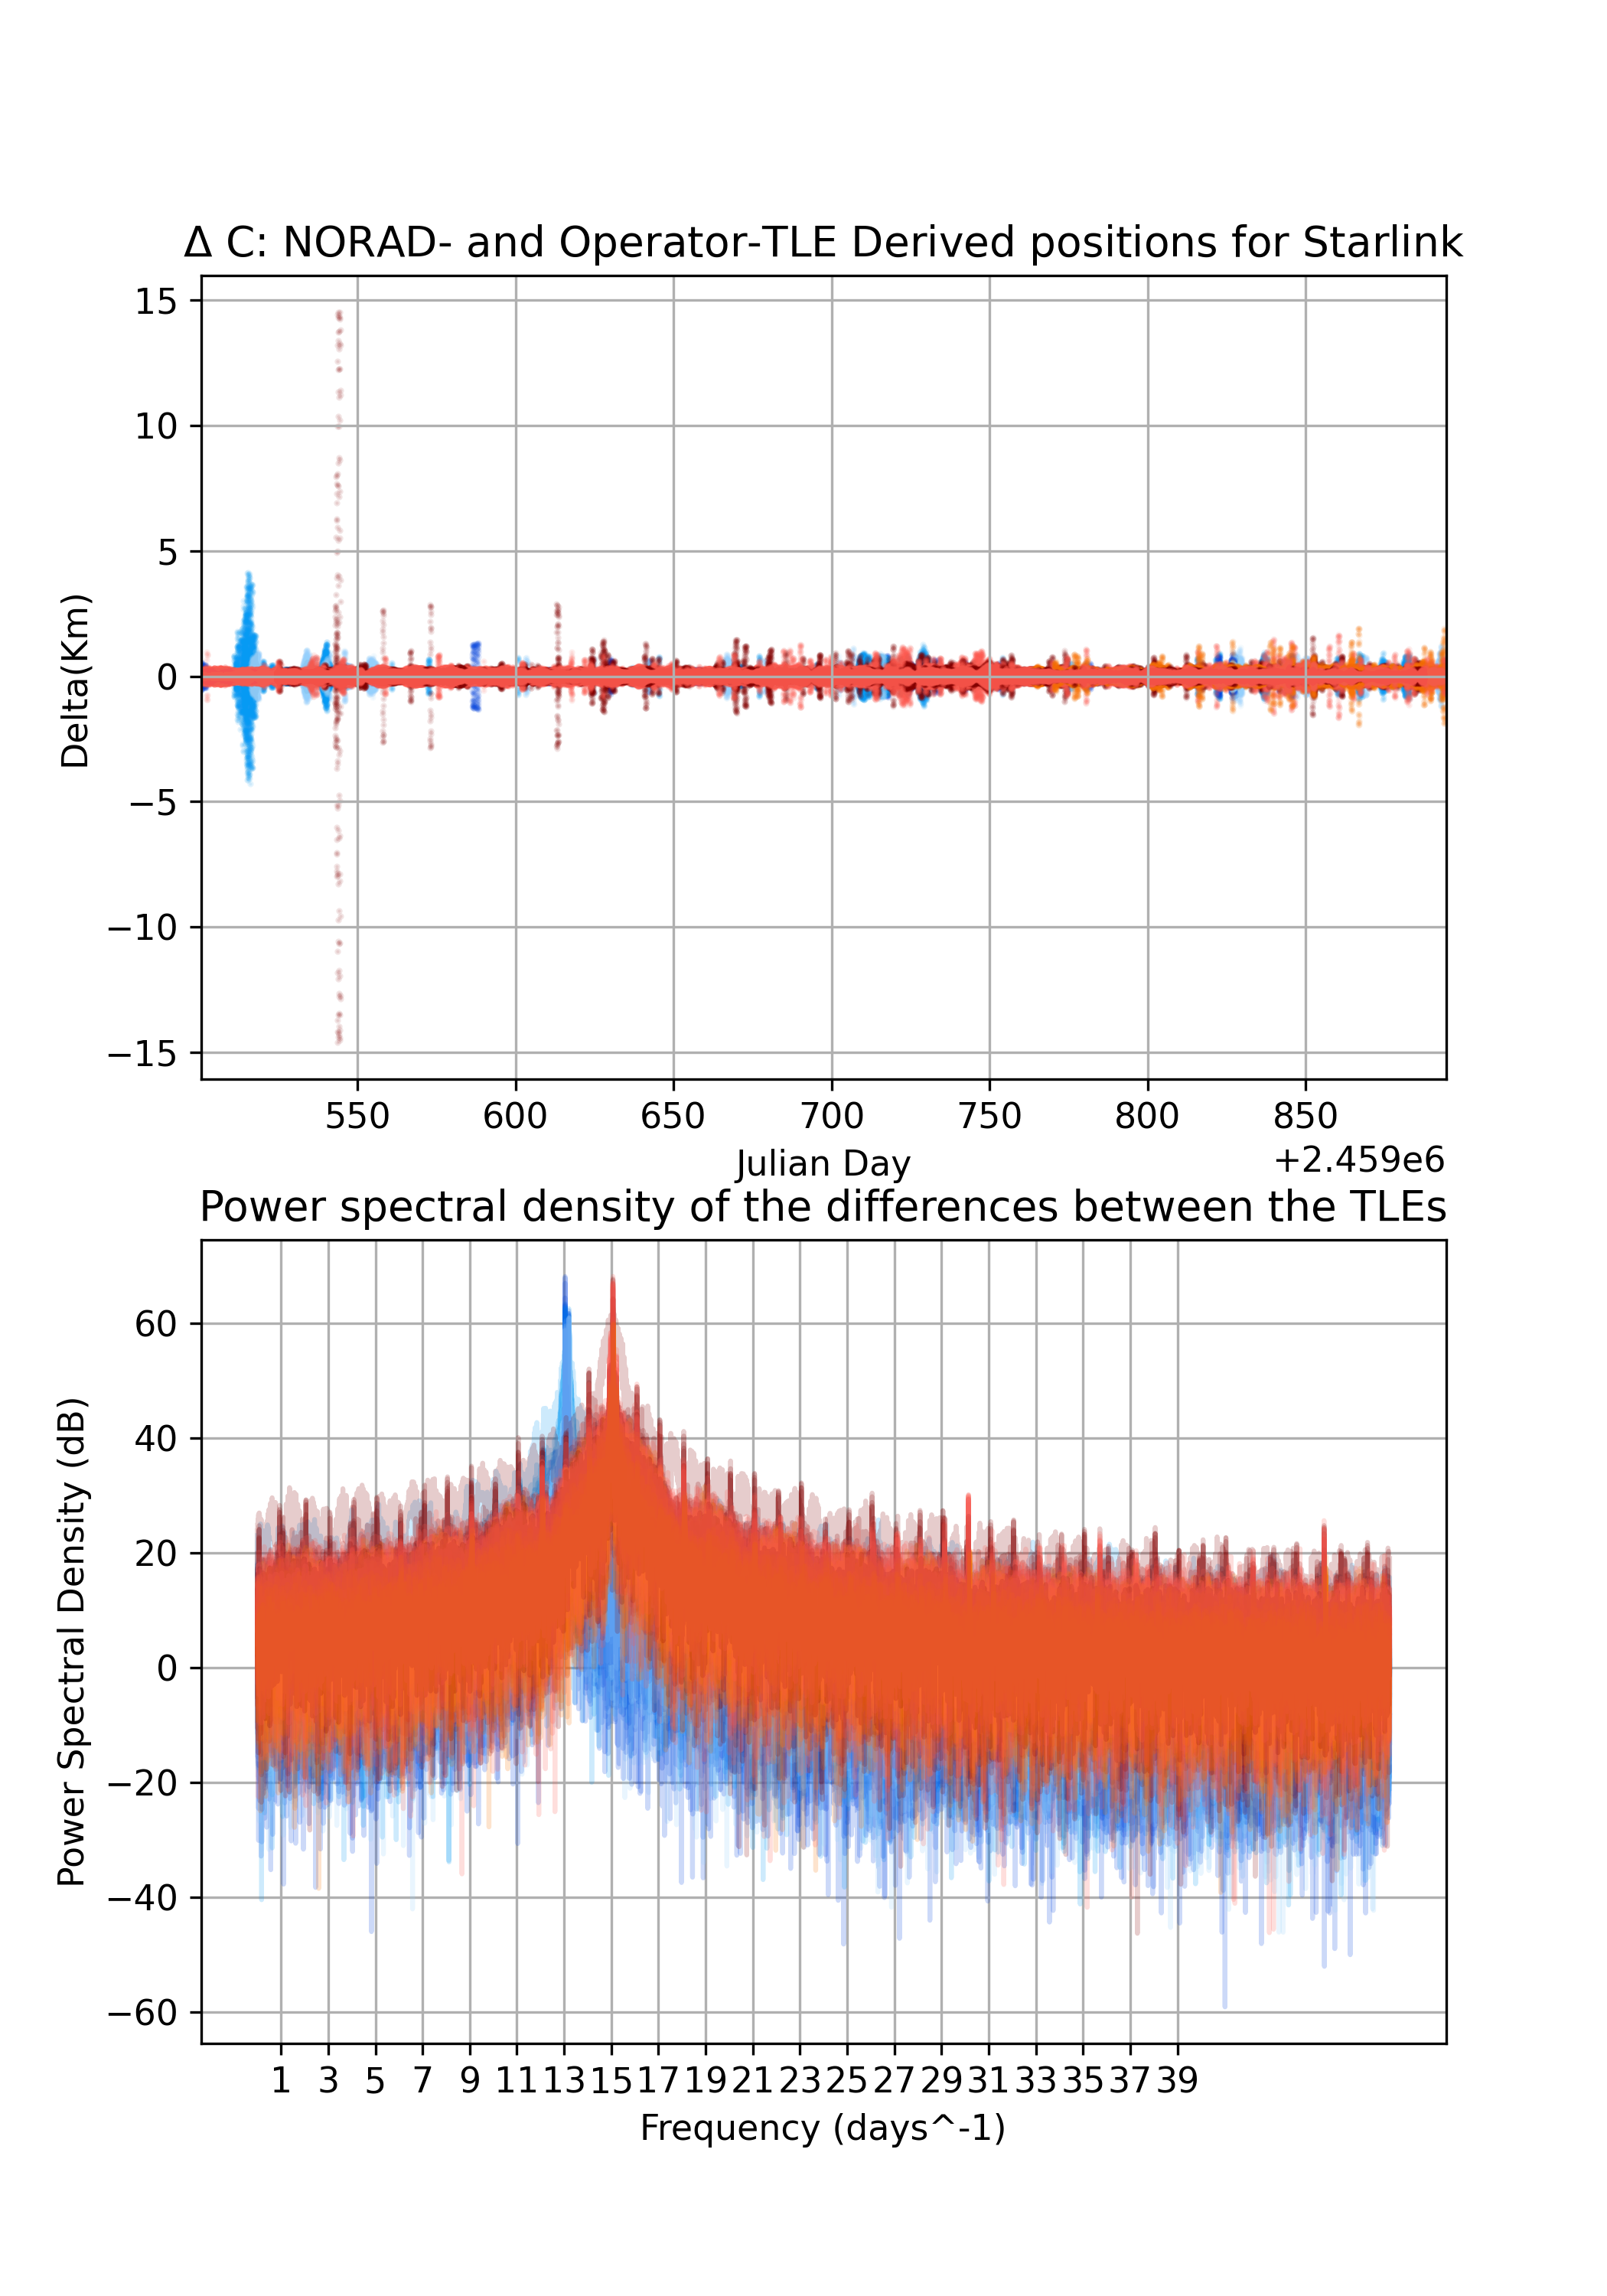 Δ C: NORAD- and Operator-TLE Derived positions for Starlink
15
10
5
0
−5
−10
−15
Delta(Km)
550 600 650 700 750 800 850
Julian Day
+2.459e6
Power spectral density of the differences between the TLEs
60
40
20
0
−20
−40
−60
Power Spectral Density (dB)
1 3 5 7 9 11 13 15 17 19 21 23 25 27 29 31 33 35 37 39
Frequency (days^-1)